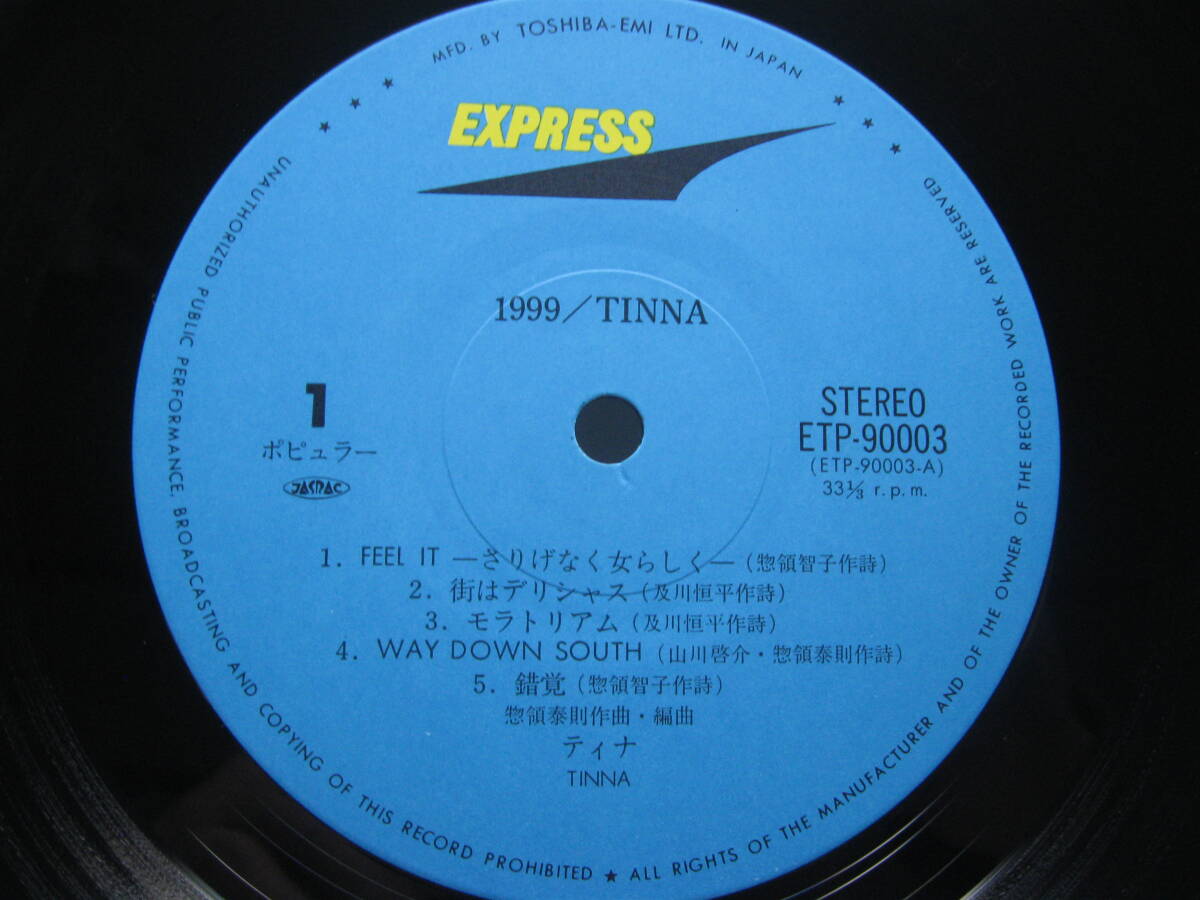 MFD. BY TOSHIBA-EMI LTD. IN JAPAN
EXPRESS
1999／TINNA
1
ポピュラー
JASRAC
STEREO
ETP-90003
(ETP-90003-A)
33⅓ r.p.m.
1. FEEL IT ―さりげなく女らしく―(惣領智子作詩)
2. 街はデリシャス(及川恒平作詩)
3. モラトリアム(及川恒平作詩)
4. WAY DOWN SOUTH(山川啓介・惣領泰則作詩)
5. 錯覚(惣領智子作詩)
惣領泰則作曲・編曲
ティナ
TINNA
UNAUTHORIZED PUBLIC PERFORMANCE, BROADCASTING AND COPYING OF THIS RECORD PROHIBITED ★ ALL RIGHTS OF THE MANUFACTURER AND OF THE OWNER OF THE RECORDED WORK ARE RESERVED